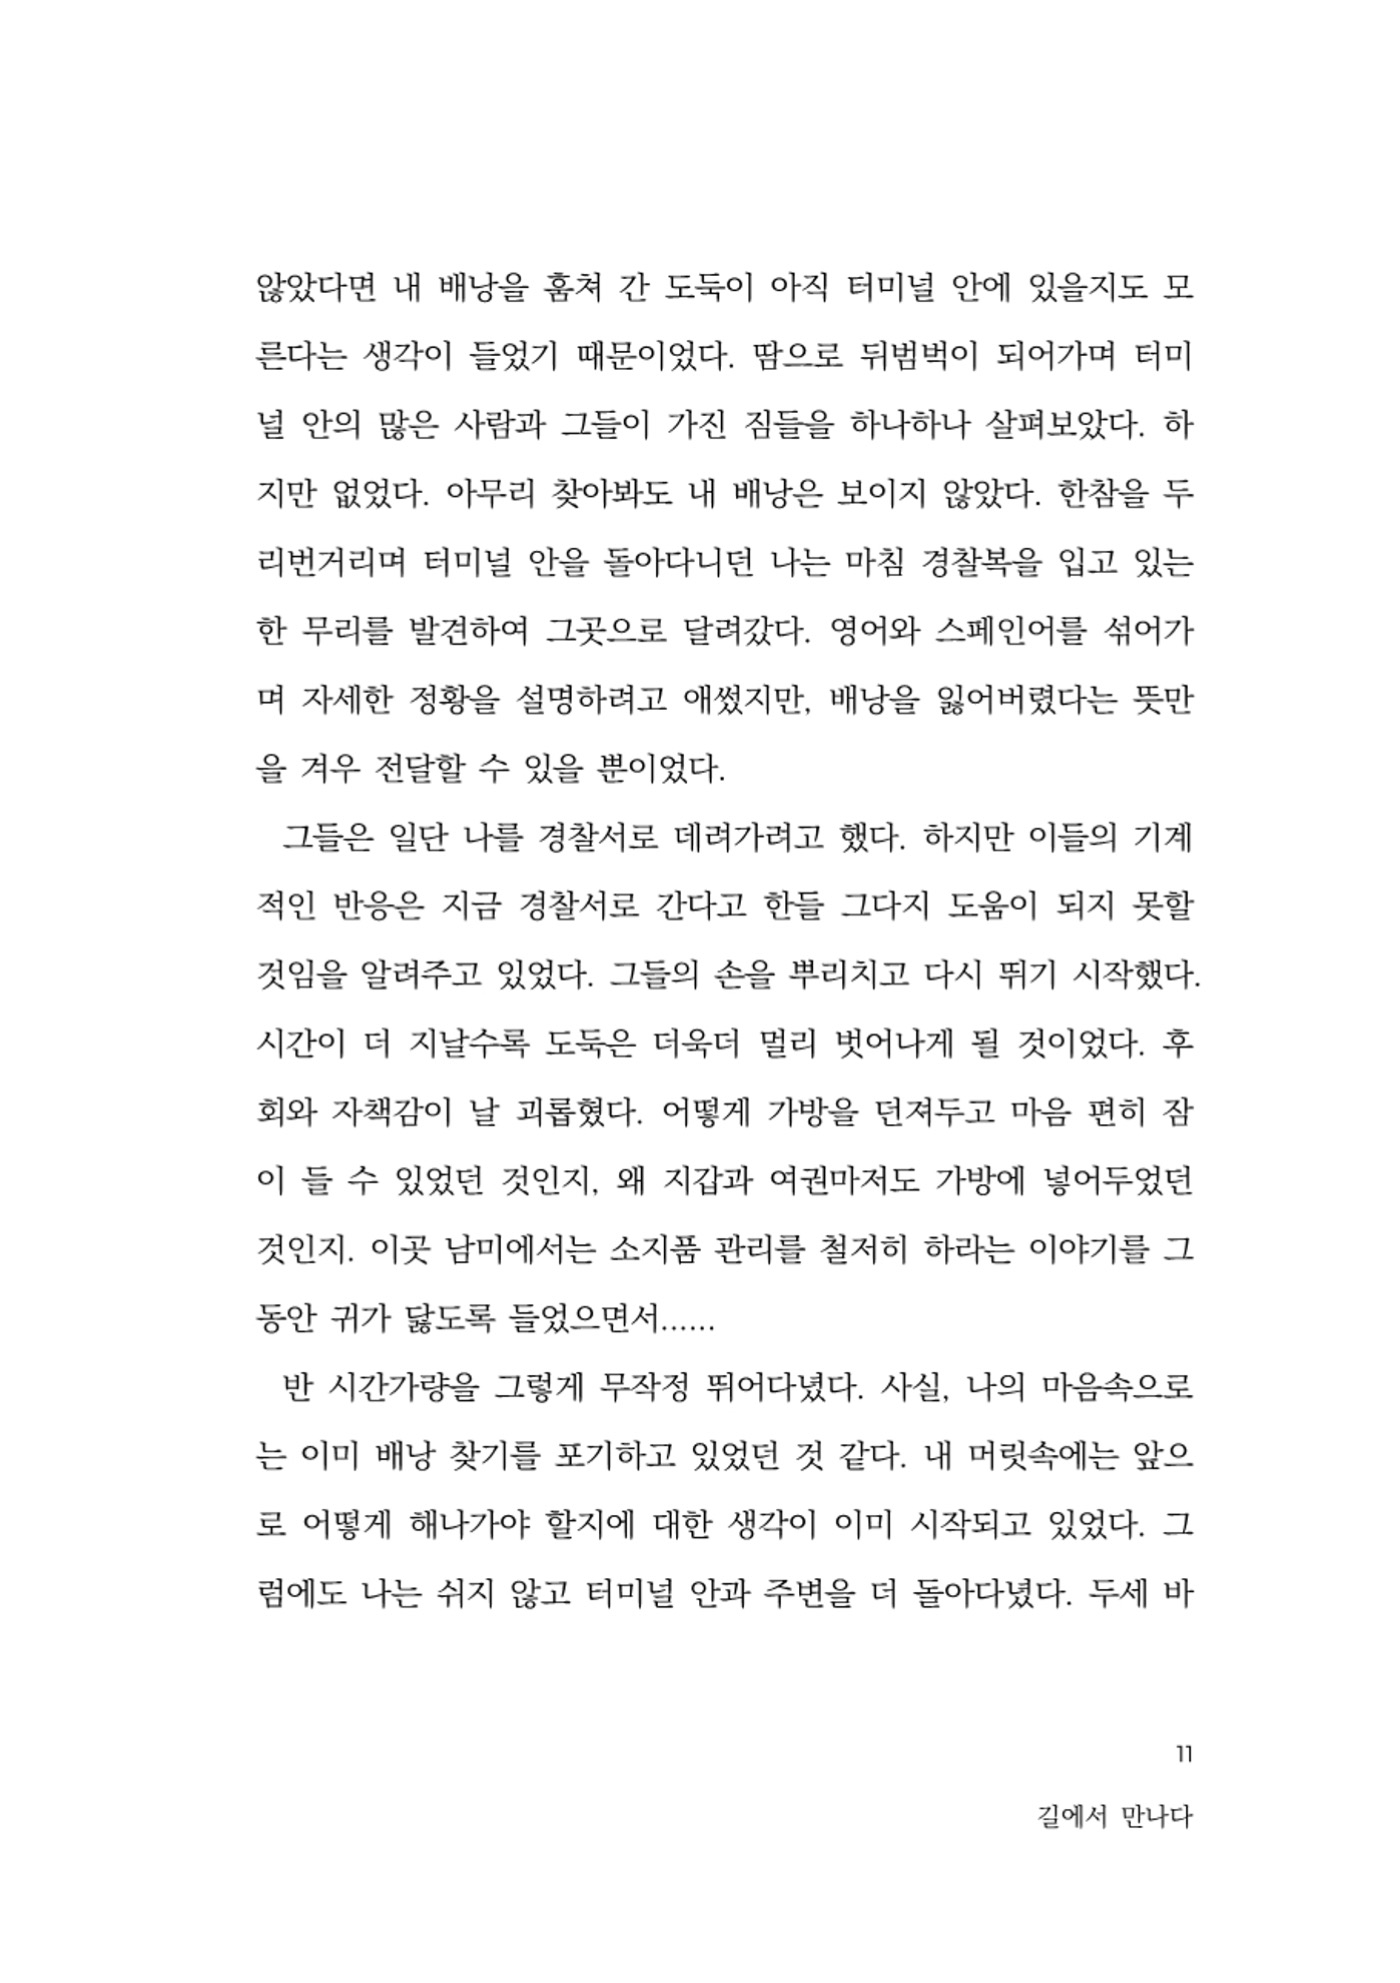 않았다면 내 배낭을 훔쳐 간 도둑이 아직 터미널 안에 있을지도 모
른다는 생각이 들었기 때문이었다. 땀으로 뒤범벅이 되어가며 터미
널 안의 많은 사람과 그들이 가진 짐들을 하나하나 살펴보았다. 하
지만 없었다. 아무리 찾아봐도 내 배낭은 보이지 않았다. 한참을 두
리번거리며 터미널 안을 돌아다니던 나는 마침 경찰복을 입고 있는
한 무리를 발견하여 그곳으로 달려갔다. 영어와 스페인어를 섞어가
며 자세한 정황을 설명하려고 애썼지만, 배낭을 잃어버렸다는 뜻만
을 겨우 전달할 수 있을 뿐이었다.
그들은 일단 나를 경찰서로 데려가려고 했다. 하지만 이들의 기계
적인 반응은 지금 경찰서로 간다고 한들 그다지 도움이 되지 못할
것임을 알려주고 있었다. 그들의 손을 뿌리치고 다시 뛰기 시작했다.
시간이 더 지날수록 도둑은 더욱더 멀리 벗어나게 될 것이었다. 후
회와 자책감이 날 괴롭혔다. 어떻게 가방을 던져두고 마음 편히 잠
이 들 수 있었던 것인지, 왜 지갑과 여권마저도 가방에 넣어두었던
것인지. 이곳 남미에서는 소지품 관리를 철저히 하라는 이야기를 그
동안 귀가 닳도록 들었으면서......
반 시간가량을 그렇게 무작정 뛰어다녔다. 사실, 나의 마음속으로
는 이미 배낭 찾기를 포기하고 있었던 것 같다. 내 머릿속에는 앞으
로 어떻게 해나가야 할지에 대한 생각이 이미 시작되고 있었다. 그
럼에도 나는 쉬지 않고 터미널 안과 주변을 더 돌아다녔다. 두세 바
11
길에서 만나다